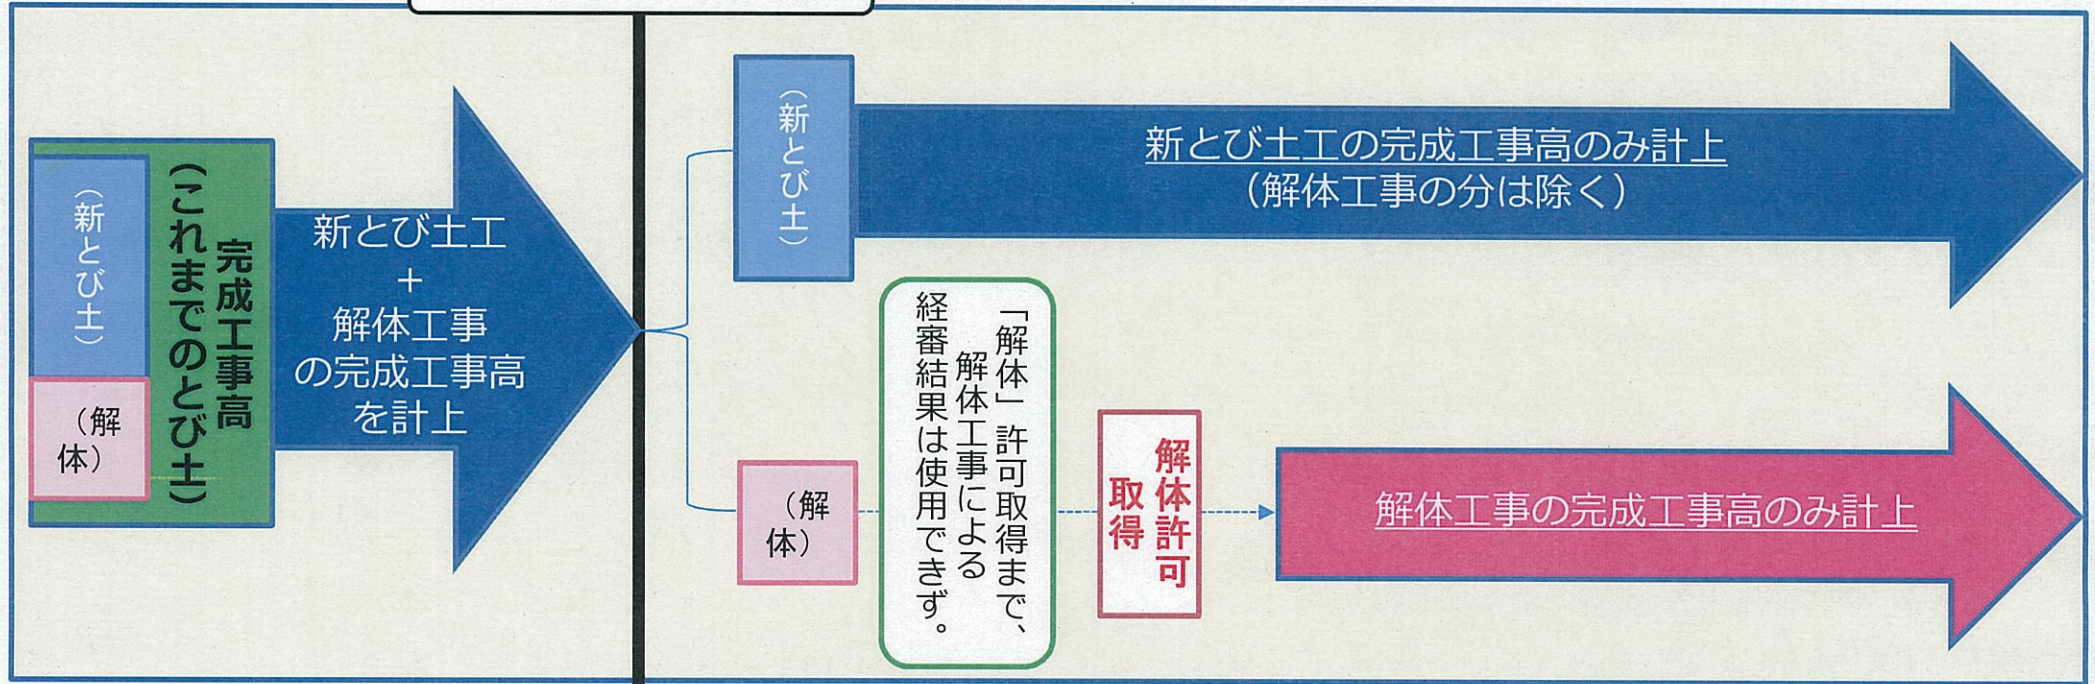 完成工事高
（これまでのとび土）
（新とび土）
（解
体）
新とび土工
＋
解体工事
の完成工事高
を計上
（新とび土）
新とび土工の完成工事高のみ計上
（解体工事の分は除く）
（解
体）
「解体」許可取得まで、
解体工事による
経審結果は使用できず。
解体許可
取得
解体工事の完成工事高のみ計上